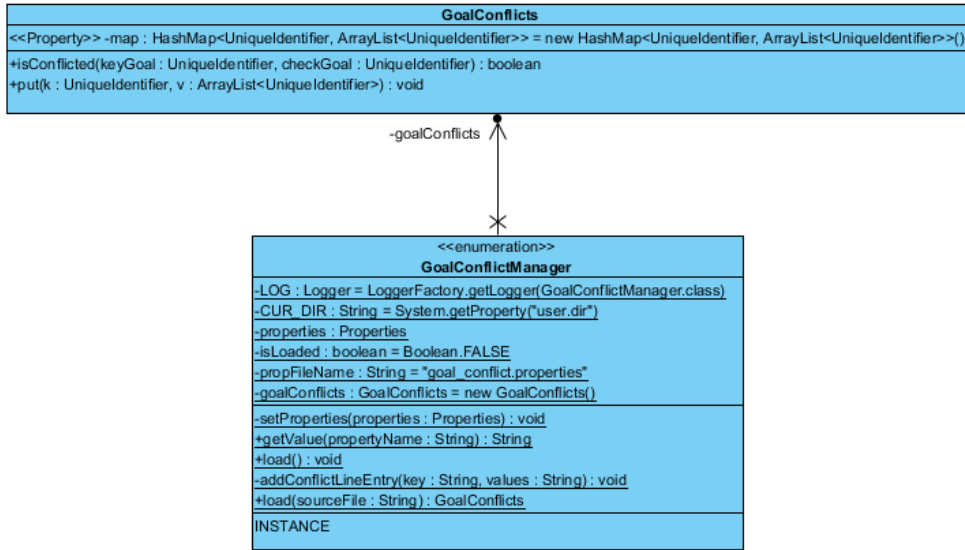 GoalConflicts
<<Property>> -map : HashMap<UniqueIdentifier, ArrayList<UniqueIdentifier>> = new HashMap<UniqueIdentifier, ArrayList<UniqueIdentifier>>()
+isConflicted(keyGoal : UniqueIdentifier, checkGoal : UniqueIdentifier) : boolean
+put(k : UniqueIdentifier, v : ArrayList<UniqueIdentifier>) : void
-goalConflicts
<<enumeration>>
GoalConflictManager
-LOG : Logger = LoggerFactory.getLogger(GoalConflictManager.class)
-CUR_DIR : String = System.getProperty("user.dir")
-properties : Properties
-isLoaded : boolean = Boolean.FALSE
-propFileName : String = "goal_conflict.properties"
-goalConflicts : GoalConflicts = new GoalConflicts()
-setProperties(properties : Properties) : void
+getValue(propertyName : String) : String
+load() : void
-addConflictLineEntry(key : String, values : String) : void
+load(sourceFile : String) : GoalConflicts
INSTANCE